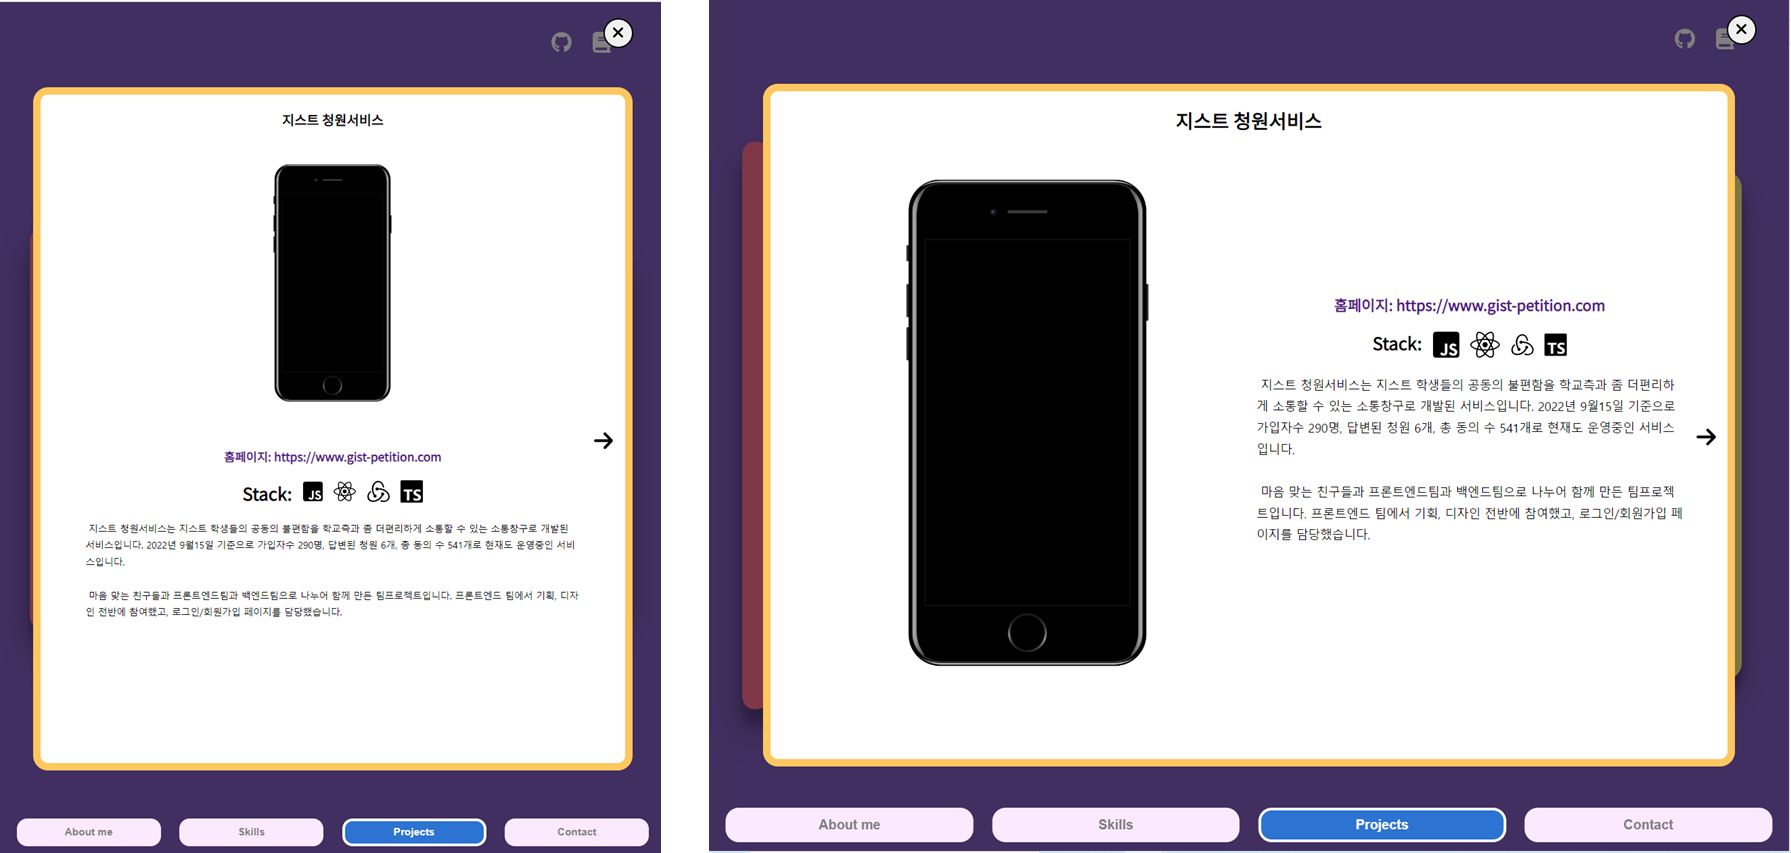 지스트 청원서비스
홈페이지: https://www.gist-petition.com
Stack: JS TS
지스트 청원서비스는 지스트 학생들의 공동의 불편함을 학교측과 좀 더편리하게 소통할 수 있는 소통창구로 개발된
서비스입니다. 2022년 9월15일 기준으로 가입자수 290명, 답변된 청원 6개, 총 동의 수 541개로 현재도 운영중인 서비
스입니다.
마음 맞는 친구들과 프론트엔드팀과 백엔드팀으로 나누어 함께 만든 팀프로젝트입니다. 프론트엔드 팀에서 기획, 디자
인 전반에 참여했고, 로그인/회원가입 페이지를 담당했습니다.
About me
Skills
Projects
Contact
지스트 청원서비스
홈페이지: https://www.gist-petition.com
Stack: JS TS
지스트 청원서비스는 지스트 학생들의 공동의 불편함을 학교측과 좀 더편리하
게 소통할 수 있는 소통창구로 개발된 서비스입니다. 2022년 9월15일 기준으로
가입자수 290명, 답변된 청원 6개, 총 동의 수 541개로 현재도 운영중인 서비스
입니다.
마음 맞는 친구들과 프론트엔드팀과 백엔드팀으로 나누어 함께 만든 팀프로젝
트입니다. 프론트엔드 팀에서 기획, 디자인 전반에 참여했고, 로그인/회원가입 페
이지를 담당했습니다.
About me
Skills
Projects
Contact